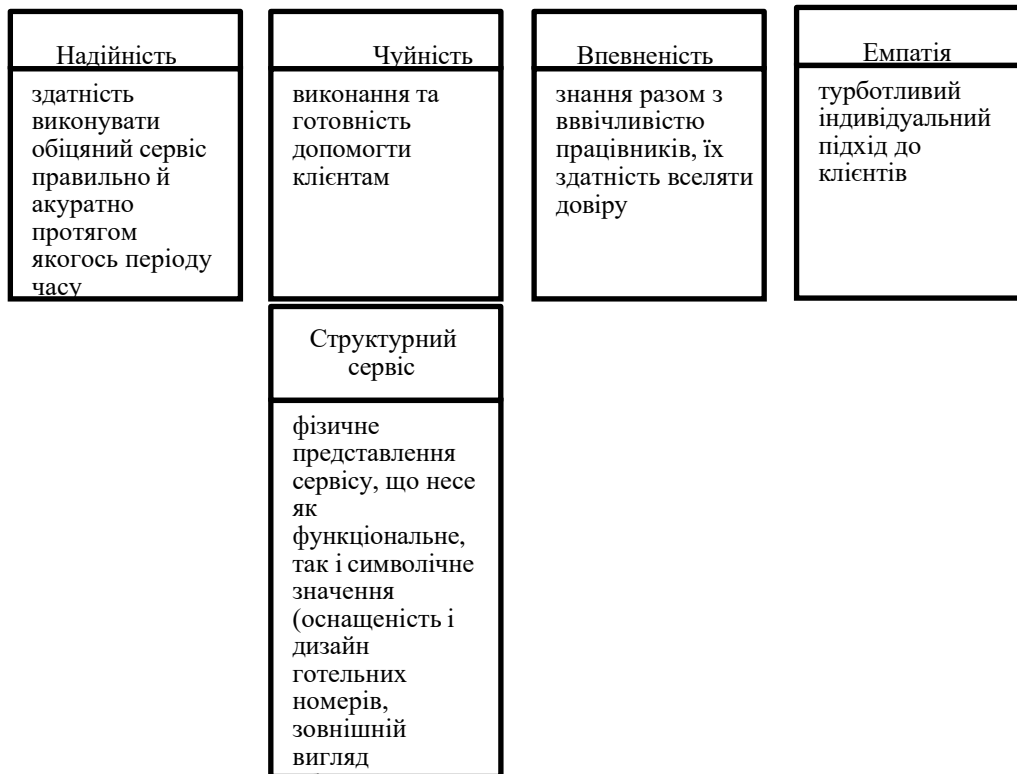 Надійність
здатність
виконувати
обіцяний сервіс
правильно й
акуратно
протягом
якогось періоду
часу
Чуйність
виконання та
готовність
допомогти
клієнтам
Впевненість
знання разом з
вввічливістю
працівників, їх
здатність вселяти
довіру
Емпатія
турботливий
індивідуальний
підхід до
клієнтів
Структурний
сервіс
фізичне
представлення
сервісу, що несе
як
функціональне,
так і символічне
значення
(оснащеність і
дизайн
готельних
номерів,
зовнішній
вигляд